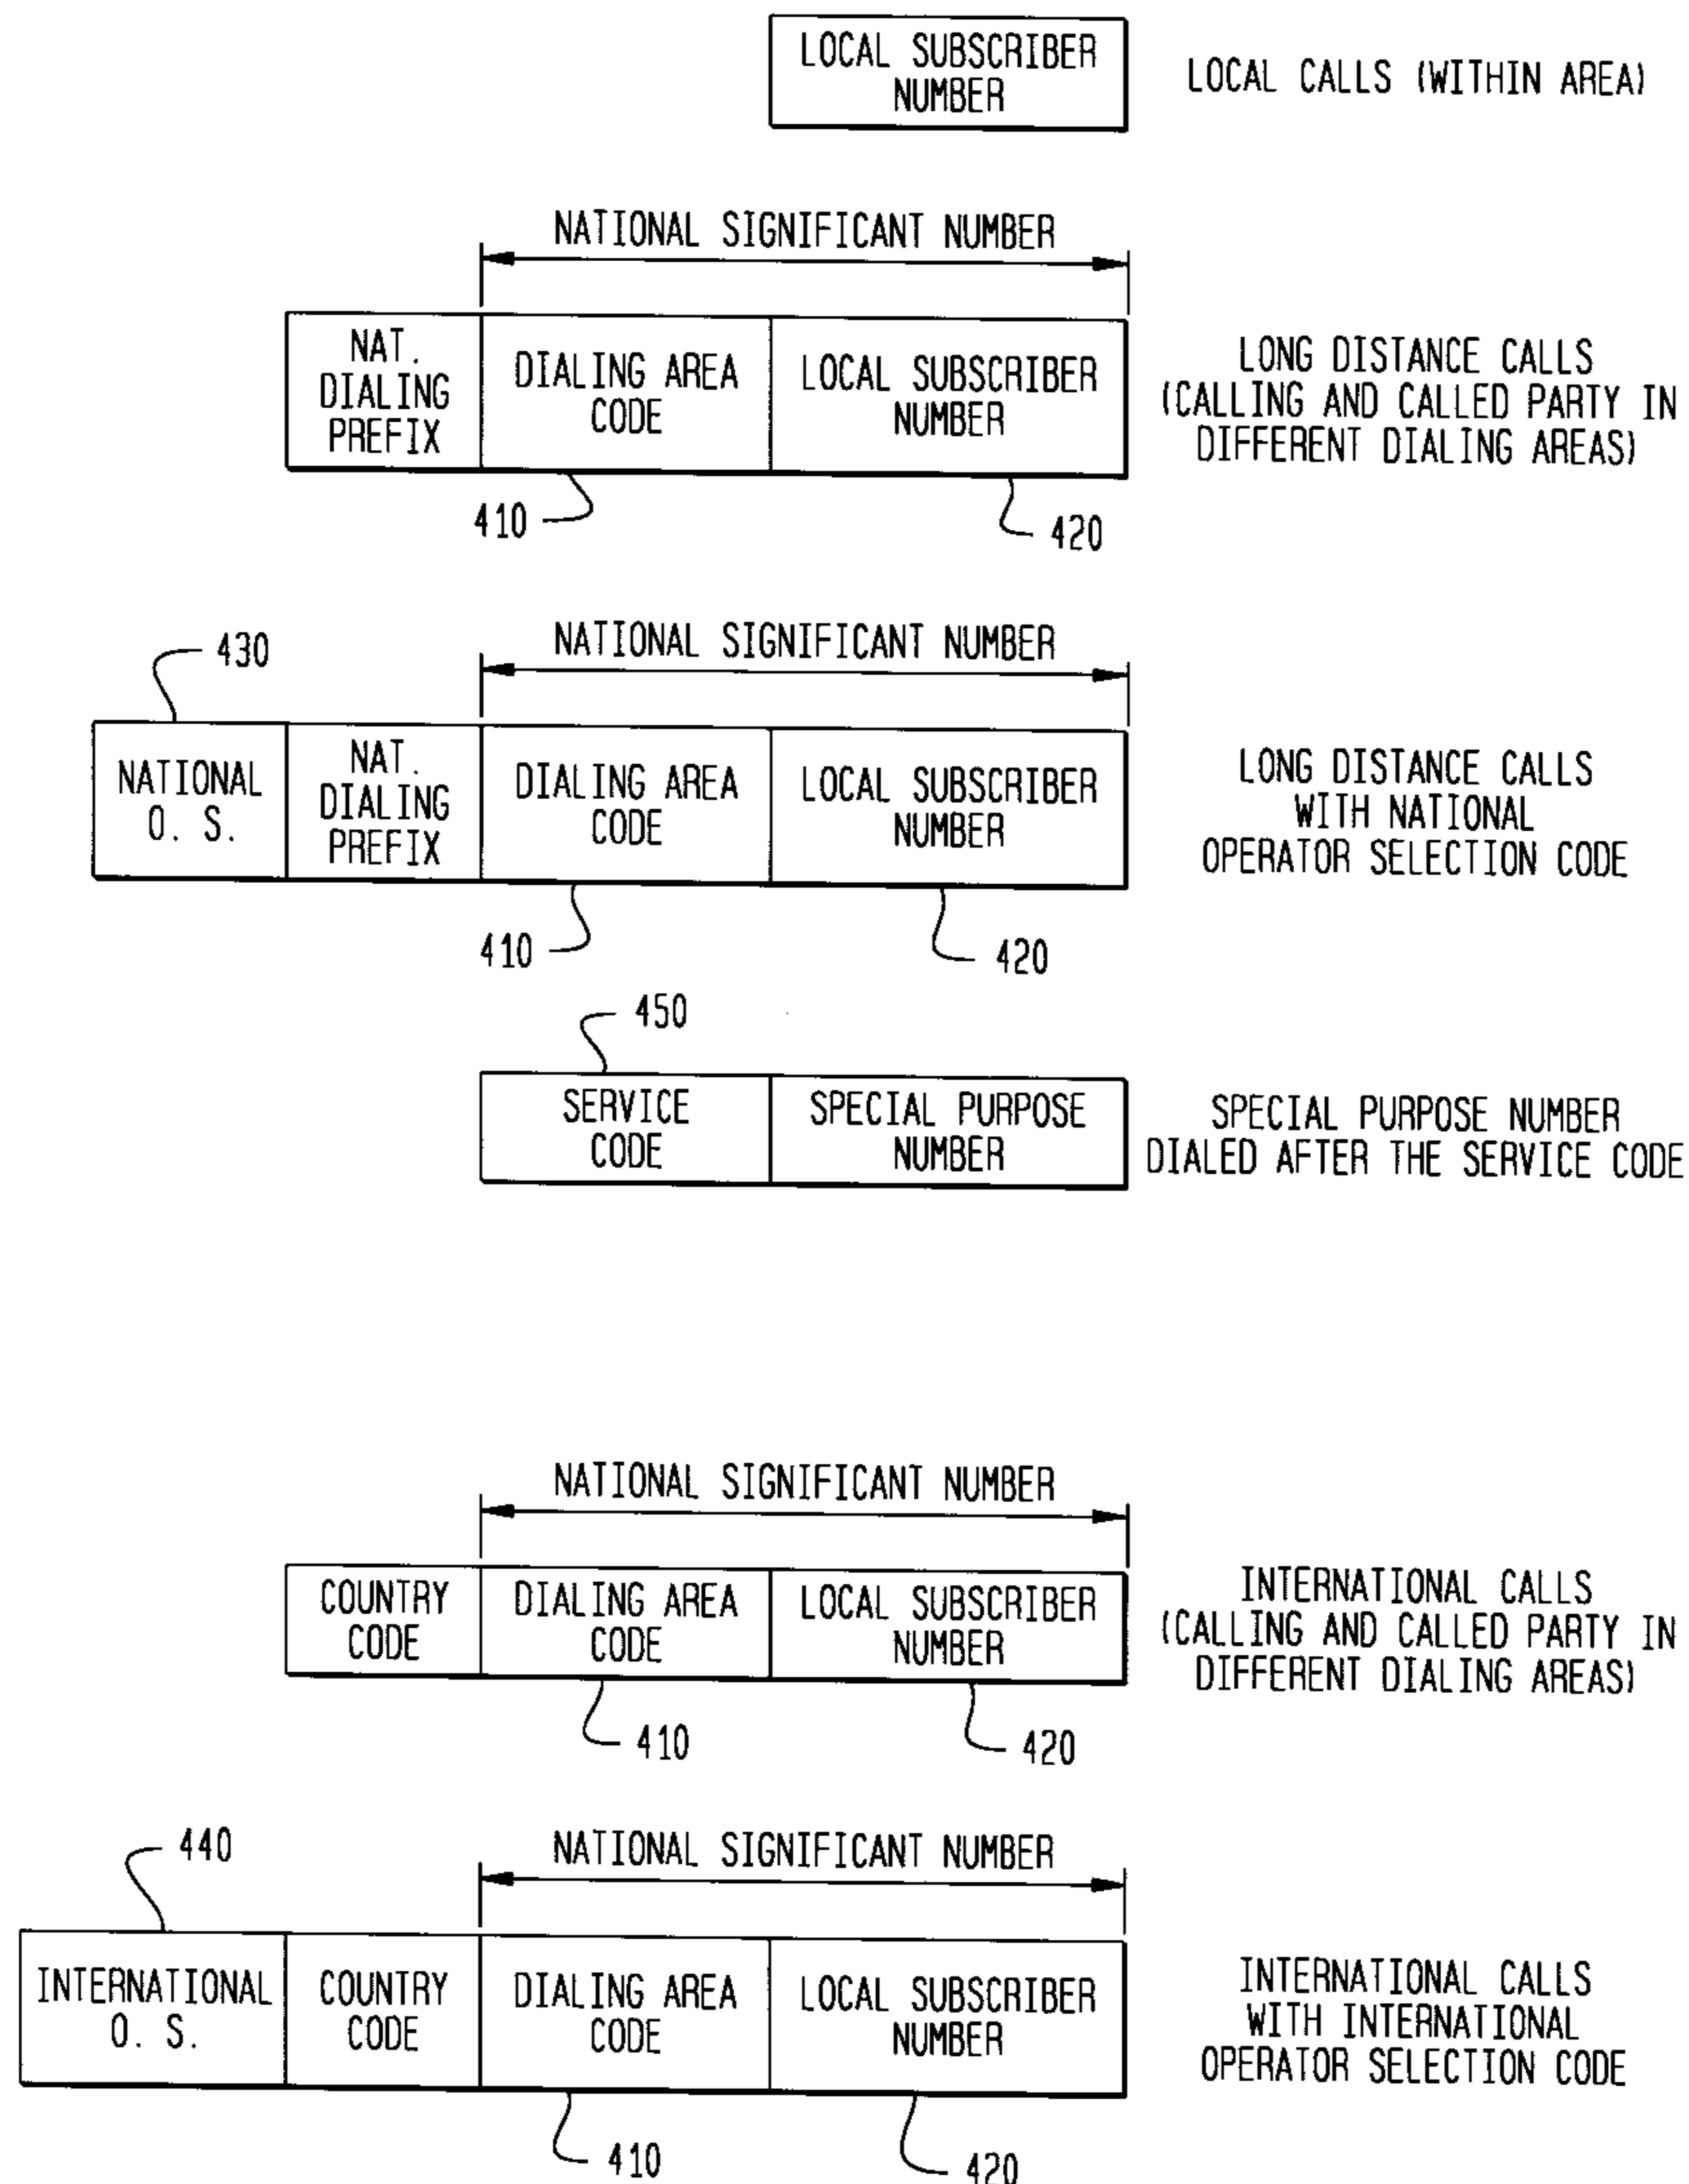 LOCAL SUBSCRIBER
NUMBER
LOCAL CALLS (WITHIN AREA)
NATIONAL SIGNIFICANT NUMBER
NAT.
DIALING
PREFIX
DIALING AREA
CODE
LOCAL SUBSCRIBER
NUMBER
LONG DISTANCE CALLS
(CALLING AND CALLED PARTY IN
DIFFERENT DIALING AREAS)
410
420
430
NATIONAL SIGNIFICANT NUMBER
NATIONAL
O. S.
NAT.
DIALING
PREFIX
DIALING AREA
CODE
LOCAL SUBSCRIBER
NUMBER
LONG DISTANCE CALLS
WITH NATIONAL
OPERATOR SELECTION CODE
410
420
450
SERVICE
CODE
SPECIAL PURPOSE
NUMBER
SPECIAL PURPOSE NUMBER
DIALED AFTER THE SERVICE CODE
NATIONAL SIGNIFICANT NUMBER
COUNTRY
CODE
DIALING AREA
CODE
LOCAL SUBSCRIBER
NUMBER
INTERNATIONAL CALLS
(CALLING AND CALLED PARTY IN
DIFFERENT DIALING AREAS)
410
420
440
NATIONAL SIGNIFICANT NUMBER
INTERNATIONAL
O. S.
COUNTRY
CODE
DIALING AREA
CODE
LOCAL SUBSCRIBER
NUMBER
INTERNATIONAL CALLS
WITH INTERNATIONAL
OPERATOR SELECTION CODE
410
420